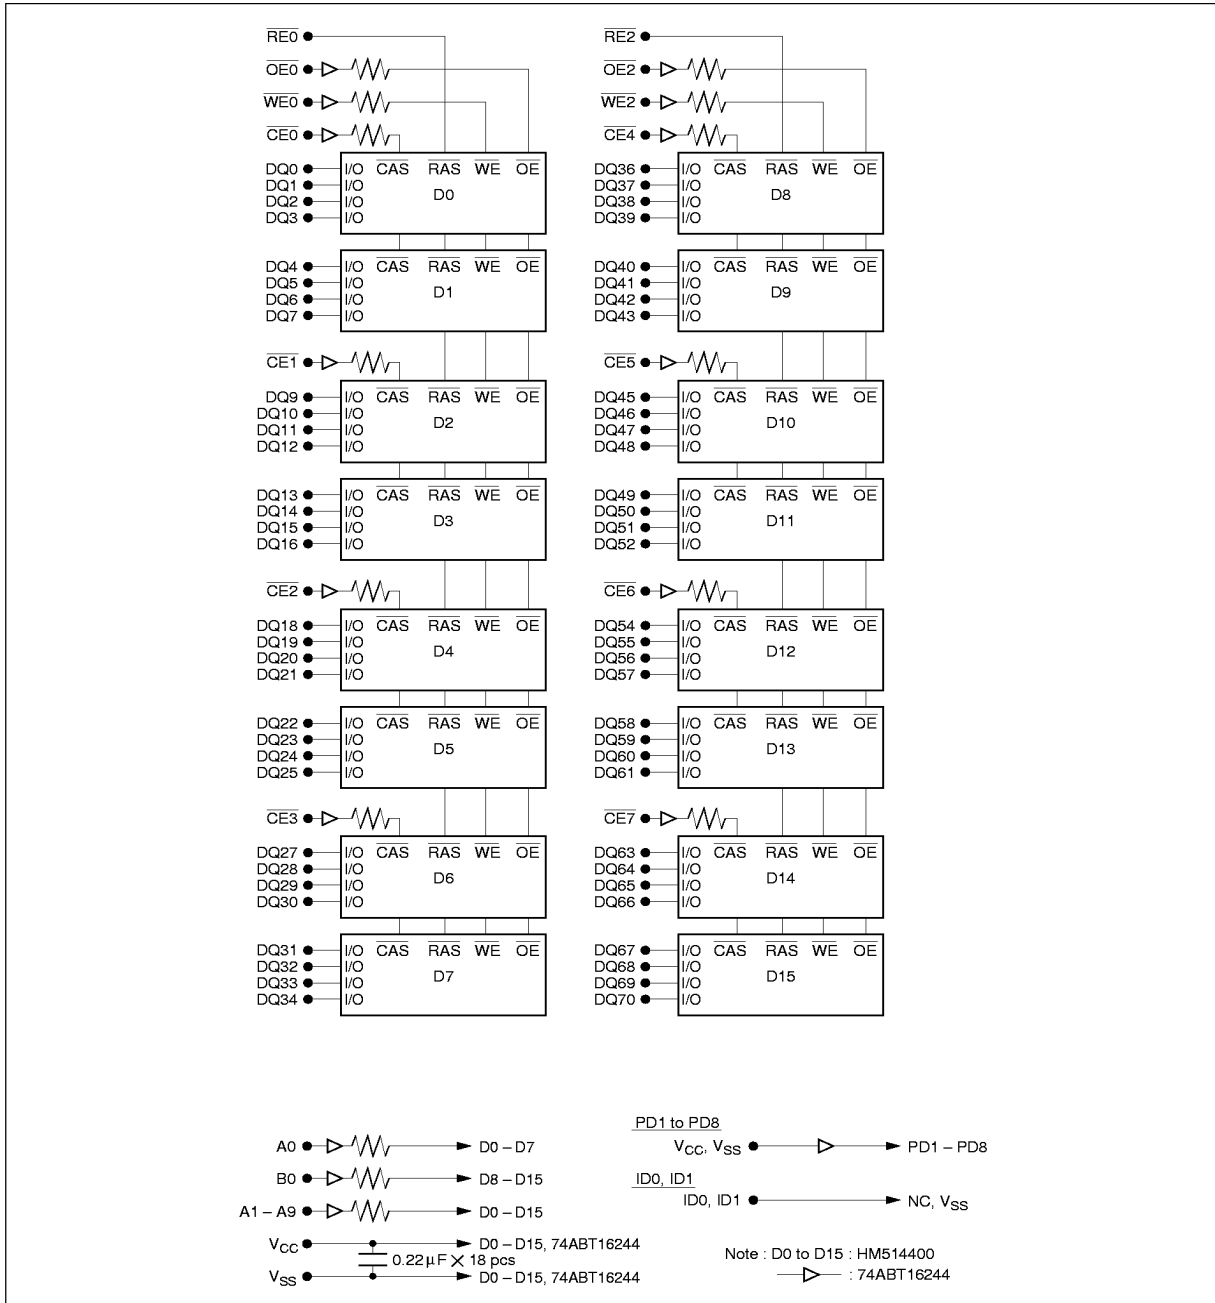 RE0
OE0
WE0
CE0
DQ0 I/O CAS RAS WE OE
DQ1 I/O
DQ2 I/O
DQ3 I/O
D0
DQ4 I/O CAS RAS WE OE
DQ5 I/O
DQ6 I/O
DQ7 I/O
D1
CE1
DQ9 I/O CAS RAS WE OE
DQ10 I/O
DQ11 I/O
DQ12 I/O
D2
DQ13 I/O CAS RAS WE OE
DQ14 I/O
DQ15 I/O
DQ16 I/O
D3
CE2
DQ18 I/O CAS RAS WE OE
DQ19 I/O
DQ20 I/O
DQ21 I/O
D4
DQ22 I/O CAS RAS WE OE
DQ23 I/O
DQ24 I/O
DQ25 I/O
D5
CE3
DQ27 I/O CAS RAS WE OE
DQ28 I/O
DQ29 I/O
DQ30 I/O
D6
DQ31 I/O CAS RAS WE OE
DQ32 I/O
DQ33 I/O
DQ34 I/O
D7
RE2
OE2
WE2
CE4
DQ36 I/O CAS RAS WE OE
DQ37 I/O
DQ38 I/O
DQ39 I/O
D8
DQ40 I/O CAS RAS WE OE
DQ41 I/O
DQ42 I/O
DQ43 I/O
D9
CE5
DQ45 I/O CAS RAS WE OE
DQ46 I/O
DQ47 I/O
DQ48 I/O
D10
DQ49 I/O CAS RAS WE OE
DQ50 I/O
DQ51 I/O
DQ52 I/O
D11
CE6
DQ54 I/O CAS RAS WE OE
DQ55 I/O
DQ56 I/O
DQ57 I/O
D12
DQ58 I/O CAS RAS WE OE
DQ59 I/O
DQ60 I/O
DQ61 I/O
D13
CE7
DQ63 I/O CAS RAS WE OE
DQ64 I/O
DQ65 I/O
DQ66 I/O
D14
DQ67 I/O CAS RAS WE OE
DQ68 I/O
DQ69 I/O
DQ70 I/O
D15
A0 D0 – D7
B0 D8 – D15
A1 – A9 D0 – D15
VCC D0 – D15, 74ABT16244
0.22 µF × 18 pcs
VSS D0 – D15, 74ABT16244
PD1 to PD8
VCC, VSS PD1 – PD8
ID0, ID1
ID0, ID1 NC, VSS
Note : D0 to D15 : HM514400
: 74ABT16244